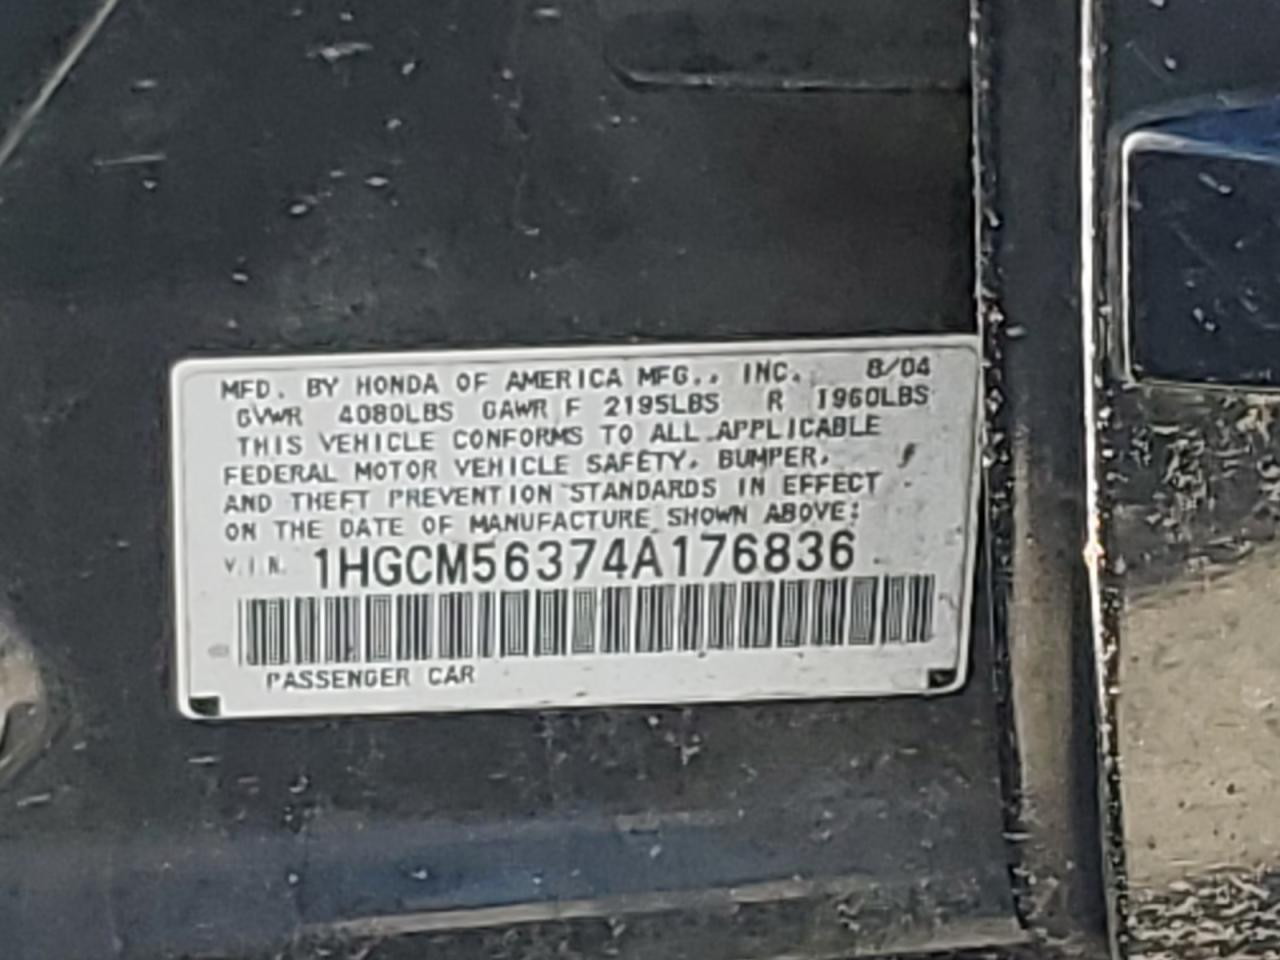 MFD. BY HONDA OF AMERICA MFG., INC. 8/04
GVWR 4080LBS GAWR F 2195LBS R 1960LBS
THIS VEHICLE CONFORMS TO ALL APPLICABLE
FEDERAL MOTOR VEHICLE SAFETY, BUMPER,
AND THEFT PREVENTION STANDARDS IN EFFECT
ON THE DATE OF MANUFACTURE SHOWN ABOVE:
V.I.N. 1HGCM56374A176836
PASSENGER CAR